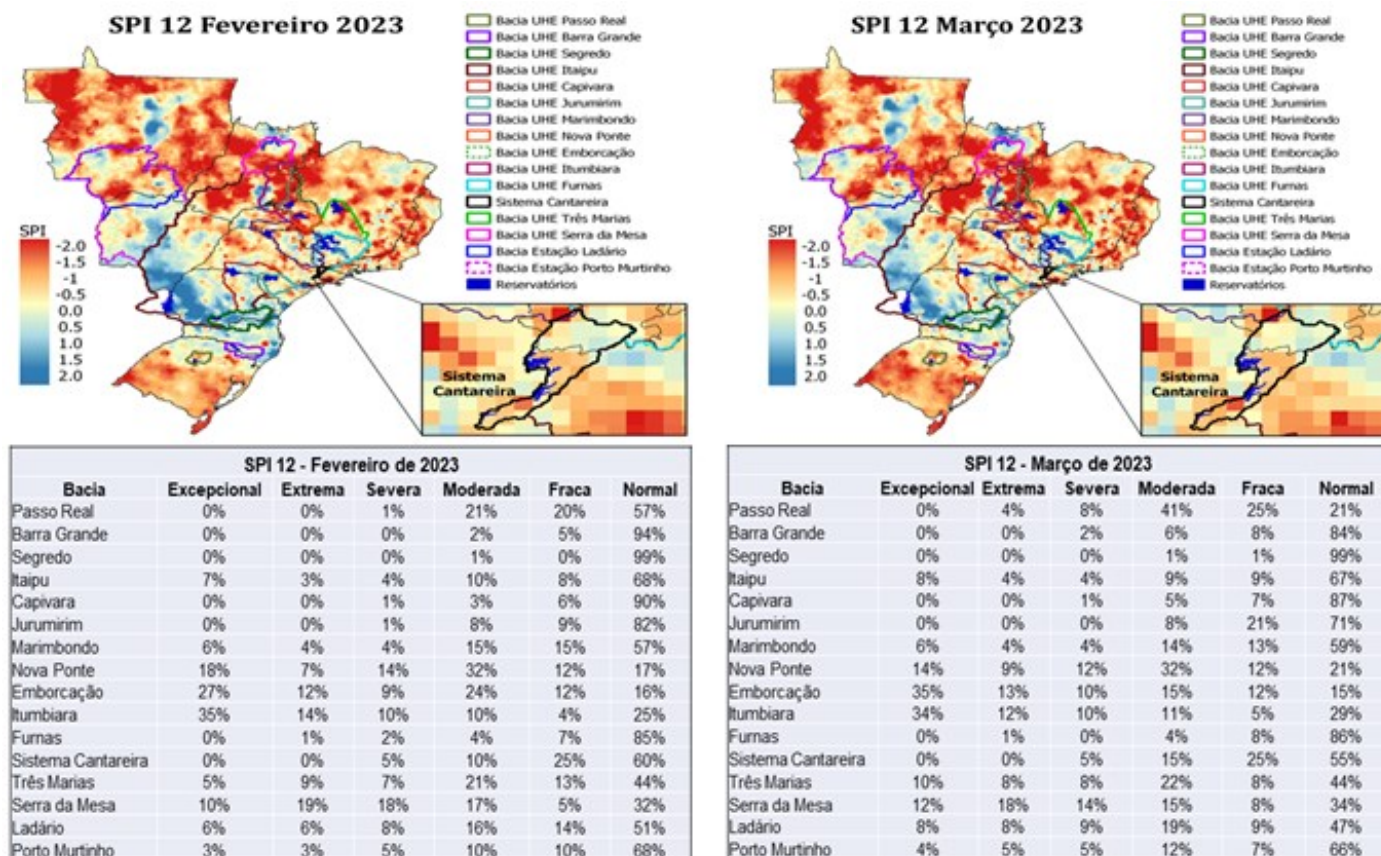 SPI 12 Fevereiro 2023
Bacia UHE Passo Real
Bacia UHE Barra Grande
Bacia UHE Segredo
Bacia UHE Itaipu
Bacia UHE Capivara
Bacia UHE Jurumirim
Bacia UHE Marimbondo
Bacia UHE Nova Ponte
Bacia UHE Emborcação
Bacia UHE Itumbiara
Bacia UHE Furnas
Sistema Cantareira
Bacia UHE Três Marias
Bacia UHE Serra da Mesa
Bacia Estação Ladário
Bacia Estação Porto Murtinho
Reservatórios
SPI
-2.0
-1.5
-1
-0.5
0.0
0.5
1.0
1.5
2.0
Sistema
Cantareira
SPI 12 Março 2023
Bacia UHE Passo Real
Bacia UHE Barra Grande
Bacia UHE Segredo
Bacia UHE Itaipu
Bacia UHE Capivara
Bacia UHE Jurumirim
Bacia UHE Marimbondo
Bacia UHE Nova Ponte
Bacia UHE Emborcação
Bacia UHE Itumbiara
Bacia UHE Furnas
Sistema Cantareira
Bacia UHE Três Marias
Bacia UHE Serra da Mesa
Bacia Estação Ladário
Bacia Estação Porto Murtinho
Reservatórios
SPI
-2.0
-1.5
-1
-0.5
0.0
0.5
1.0
1.5
2.0
Sistema
Cantareira
SPI 12 - Fevereiro de 2023
Bacia Excepcional Extrema Severa Moderada Fraca Normal
Passo Real 0% 0% 1% 21% 20% 57%
Barra Grande 0% 0% 0% 2% 5% 94%
Segredo 0% 0% 0% 1% 0% 99%
Itaipu 7% 3% 4% 10% 8% 68%
Capivara 0% 0% 1% 3% 6% 90%
Jurumirim 0% 0% 1% 8% 9% 82%
Marimbondo 6% 4% 4% 15% 15% 57%
Nova Ponte 18% 7% 14% 32% 12% 17%
Emborcação 27% 12% 9% 24% 12% 16%
Itumbiara 35% 14% 10% 10% 4% 25%
Furnas 0% 1% 2% 4% 7% 85%
Sistema Cantareira 0% 0% 5% 10% 25% 60%
Três Marias 5% 9% 7% 21% 13% 44%
Serra da Mesa 10% 19% 18% 17% 5% 32%
Ladário 6% 6% 8% 16% 14% 51%
Porto Murtinho 3% 3% 5% 10% 10% 68%
SPI 12 - Março de 2023
Bacia Excepcional Extrema Severa Moderada Fraca Normal
Passo Real 0% 4% 8% 41% 25% 21%
Barra Grande 0% 0% 2% 6% 8% 84%
Segredo 0% 0% 0% 1% 1% 99%
Itaipu 8% 4% 4% 9% 9% 67%
Capivara 0% 0% 1% 5% 7% 87%
Jurumirim 0% 0% 0% 8% 21% 71%
Marimbondo 6% 4% 4% 14% 13% 59%
Nova Ponte 14% 9% 12% 32% 12% 21%
Emborcação 35% 13% 10% 15% 12% 15%
Itumbiara 34% 12% 10% 11% 5% 29%
Furnas 0% 1% 0% 4% 8% 86%
Sistema Cantareira 0% 0% 5% 15% 25% 55%
Três Marias 10% 8% 8% 22% 8% 44%
Serra da Mesa 12% 18% 14% 15% 8% 34%
Ladário 8% 8% 9% 19% 9% 47%
Porto Murtinho 4% 5% 5% 12% 7% 66%